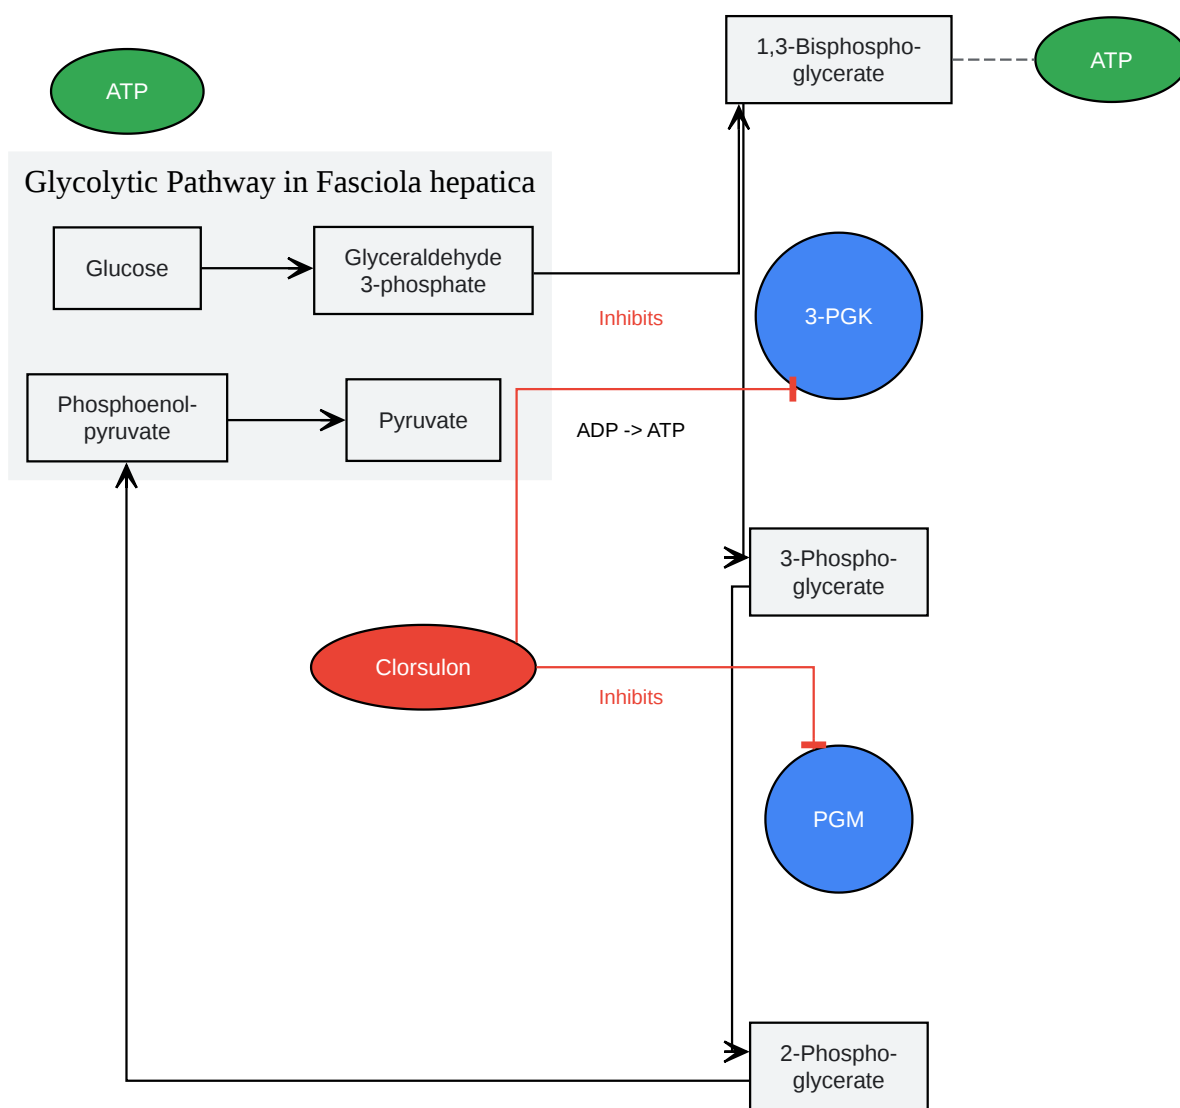 1,3-Bisphospho-
glycerate
ATP
ATP
Glycolytic Pathway in Fasciola hepatica
Glucose
Glyceraldehyde
3-phosphate
Inhibits
3-PGK
Phosphoenol-
pyruvate
Pyruvate
ADP -> ATP
3-Phospho-
glycerate
Clorsulon
Inhibits
PGM
2-Phospho-
glycerate